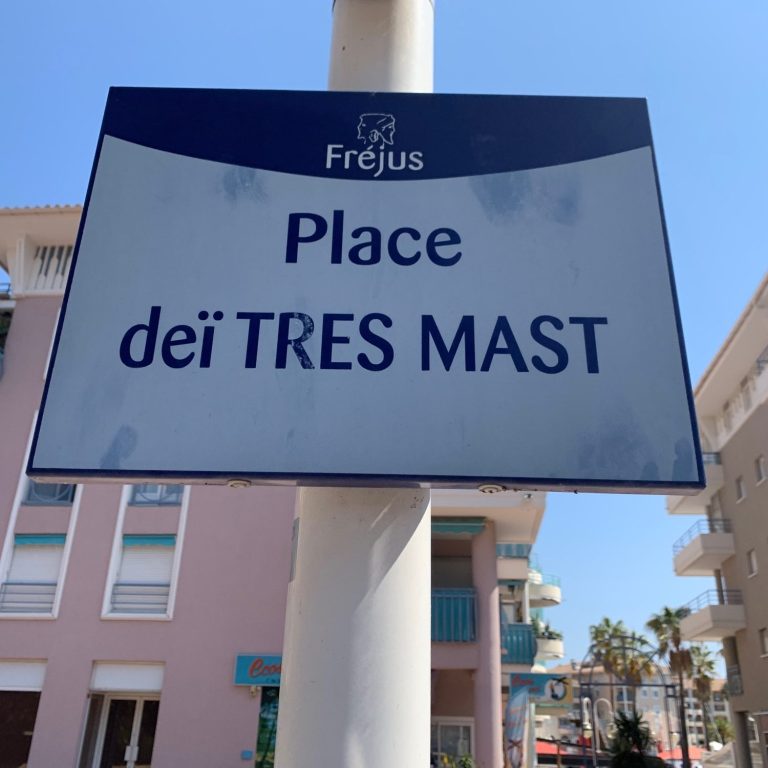 Fréjus
Place
deï TRES MAST